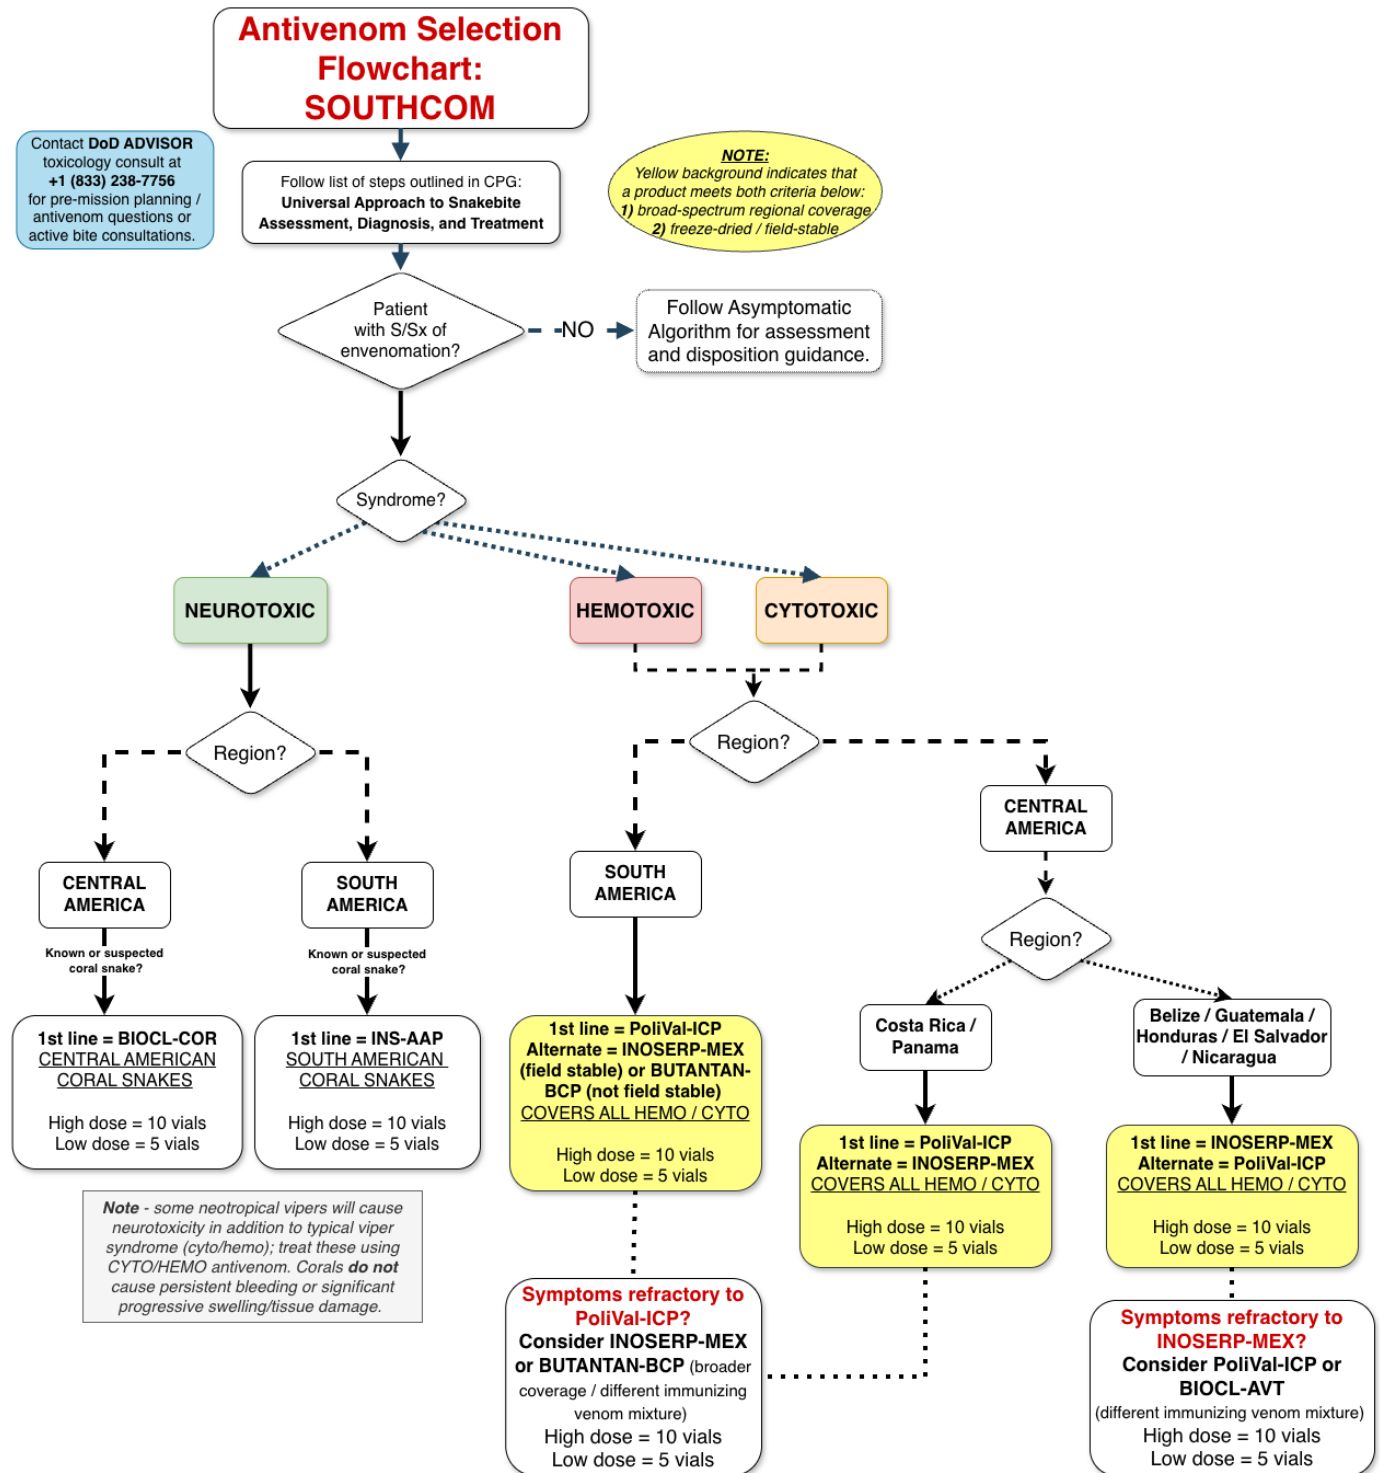 Antivenom Selection
Flowchart:
SOUTHCOM
Contact DoD ADVISOR
toxicology consult at
+1 (833) 238-7756
for pre-mission planning /
antivenom questions or
active bite consultations.
Follow list of steps outlined in CPG:
Universal Approach to Snakebite
Assessment, Diagnosis, and Treatment
NOTE:
Yellow background indicates that
a product meets both criteria below:
1) broad-spectrum regional coverage
2) freeze-dried / field-stable
Patient
with S/Sx of
envenomation?
NO
Follow Asymptomatic
Algorithm for assessment
and disposition guidance.
Syndrome?
NEUROTOXIC
HEMOTOXIC
CYTOTOXIC
Region?
Region?
CENTRAL
AMERICA
SOUTH
AMERICA
SOUTH
AMERICA
CENTRAL
AMERICA
Region?
Known or suspected
coral snake?
Known or suspected
coral snake?
Costa Rica /
Panama
Belize / Guatemala /
Honduras / El Salvador
/ Nicaragua
1st line = BIOCL-COR
CENTRAL AMERICAN
CORAL SNAKES
High dose = 10 vials
Low dose = 5 vials
1st line = INS-AAP
SOUTH AMERICAN
CORAL SNAKES
High dose = 10 vials
Low dose = 5 vials
1st line = PoliVal-ICP
Alternate = INOSERP-MEX
(field stable) or BUTANTAN-
BCP (not field stable)
COVERS ALL HEMO / CYTO
High dose = 10 vials
Low dose = 5 vials
1st line = PoliVal-ICP
Alternate = INOSERP-MEX
COVERS ALL HEMO / CYTO
High dose = 10 vials
Low dose = 5 vials
1st line = INOSERP-MEX
Alternate = PoliVal-ICP
COVERS ALL HEMO / CYTO
High dose = 10 vials
Low dose = 5 vials
Note - some neotropical vipers will cause
neurotoxicity in addition to typical viper
syndrome (cyto/hemo); treat these using
CYTO/HEMO antivenom. Corals do not
cause persistent bleeding or significant
progressive swelling/tissue damage.
Symptoms refractory to
PoliVal-ICP?
Consider INOSERP-MEX
or BUTANTAN-BCP (broader
coverage / different immunizing
venom mixture)
High dose = 10 vials
Low dose = 5 vials
Symptoms refractory to
INOSERP-MEX?
Consider PoliVal-ICP or
BIOCL-AVT
(different immunizing venom mixture)
High dose = 10 vials
Low dose = 5 vials